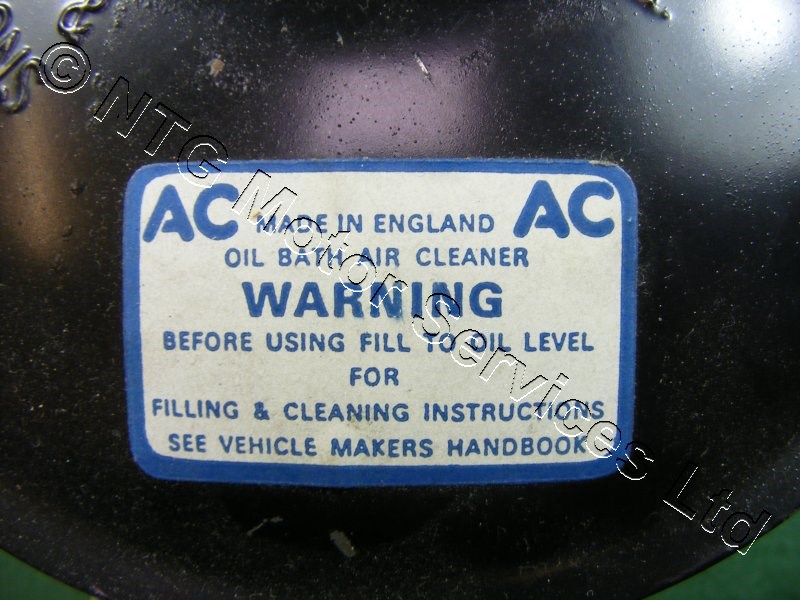 AC MADE IN ENGLAND AC
OIL BATH AIR CLEANER
WARNING
BEFORE USING FILL TO OIL LEVEL
FOR
FILLING & CLEANING INSTRUCTIONS
SEE VEHICLE MAKERS HANDBOOK
© NTG Motor Services Ltd